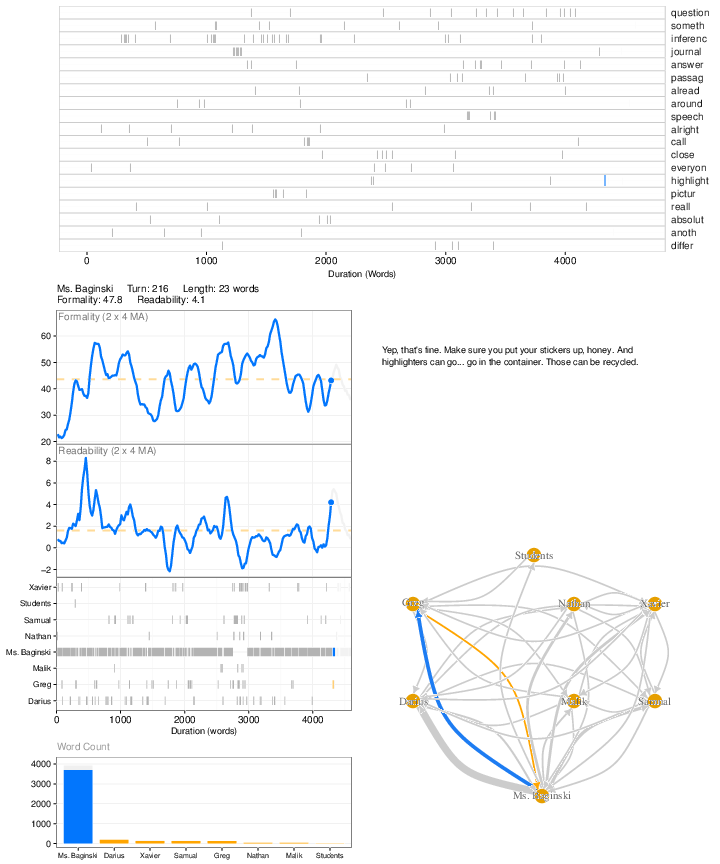 question
someth
inferenc
journal
answer
passag
alread
around
speech
alright
call
close
everyon
highlight
pictur
reall
absolut
anoth
differ
0 1000 2000 3000 4000
Duration (Words)
Ms. Baginski Turn: 216 Length: 23 words
Formality: 47.8 Readability: 4.1
Formality (2 x 4 MA)
60
50
40
30
20
Yep, that's fine. Make sure you put your stickers up, honey. And
highlighters can go... go in the container. Those can be recycled.
Readability (2 x 4 MA)
8
6
4
2
0
−2
Xavier
Students
Samual
Nathan
Ms. Baginski
Malik
Greg
Darius
0 1000 2000 3000 4000
Duration (words)
Students
Greg Nathan Xavier
Darius Malik Samual
Ms. Baginski
Word Count
4000
3000
2000
1000
0
Ms. Baginski Darius Xavier Samual Greg Nathan Malik Students